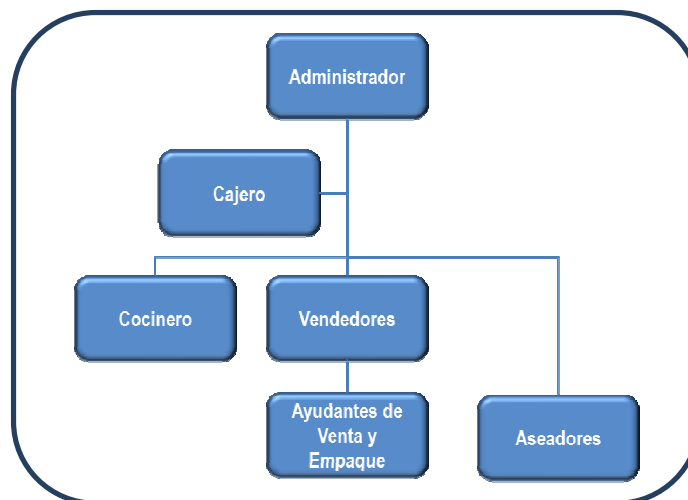 Administrador
Cajero
Cocinero
Vendedores
Ayudantes de
Venta y
Empaque
Aseadores